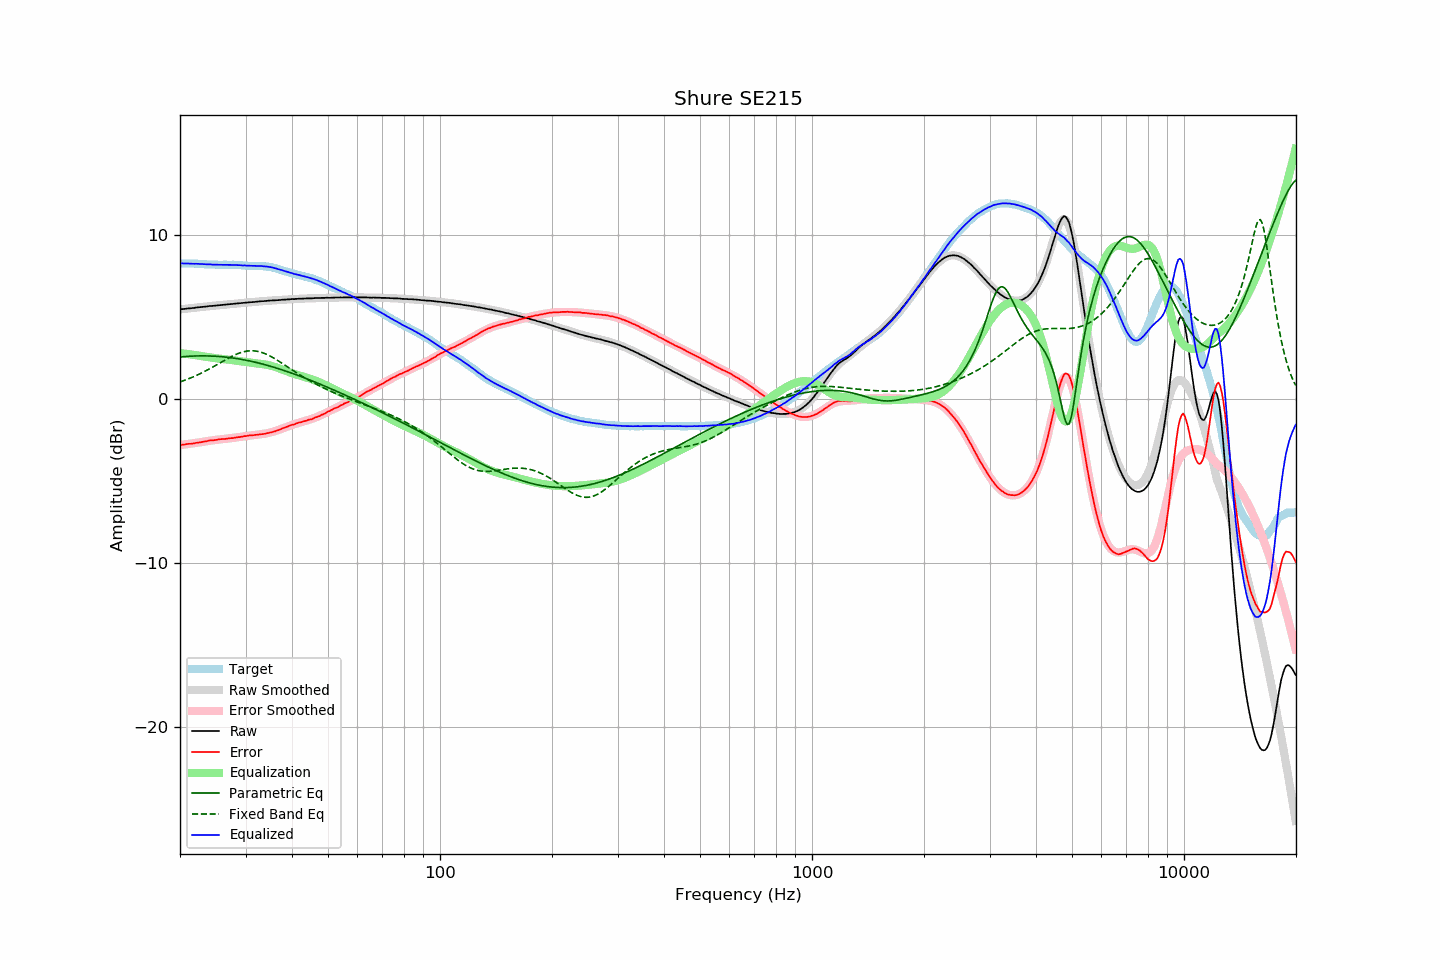 Shure SE215
Amplitude (dBr)
10
0
−10
−20
Target
Raw Smoothed
Error Smoothed
Raw
Error
Equalization
Parametric Eq
Fixed Band Eq
Equalized
100 1000 10000
Frequency (Hz)